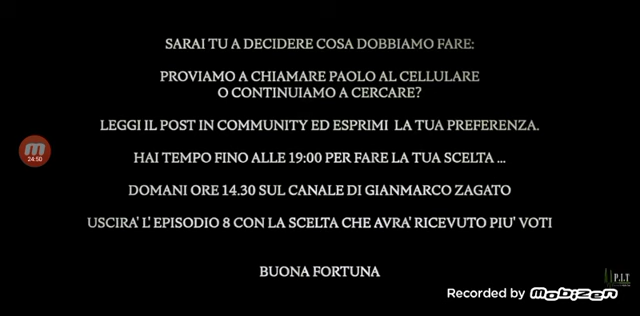 SARAI TU A DECIDERE COSA DOBBIAMO FARE:
PROVIAMO A CHIAMARE PAOLO AL CELLULARE
O CONTINUIAMO A CERCARE?
LEGGI IL POST IN COMMUNITY ED ESPRIMI LA TUA PREFERENZA.
24:50
HAI TEMPO FINO ALLE 19:00 PER FARE LA TUA SCELTA ...
DOMANI ORE 14.30 SUL CANALE DI GIANMARCO ZAGATO
USCIRA' L' EPISODIO 8 CON LA SCELTA CHE AVRA' RICEVUTO PIU' VOTI
BUONA FORTUNA
P.I.T
Recorded by mobizen